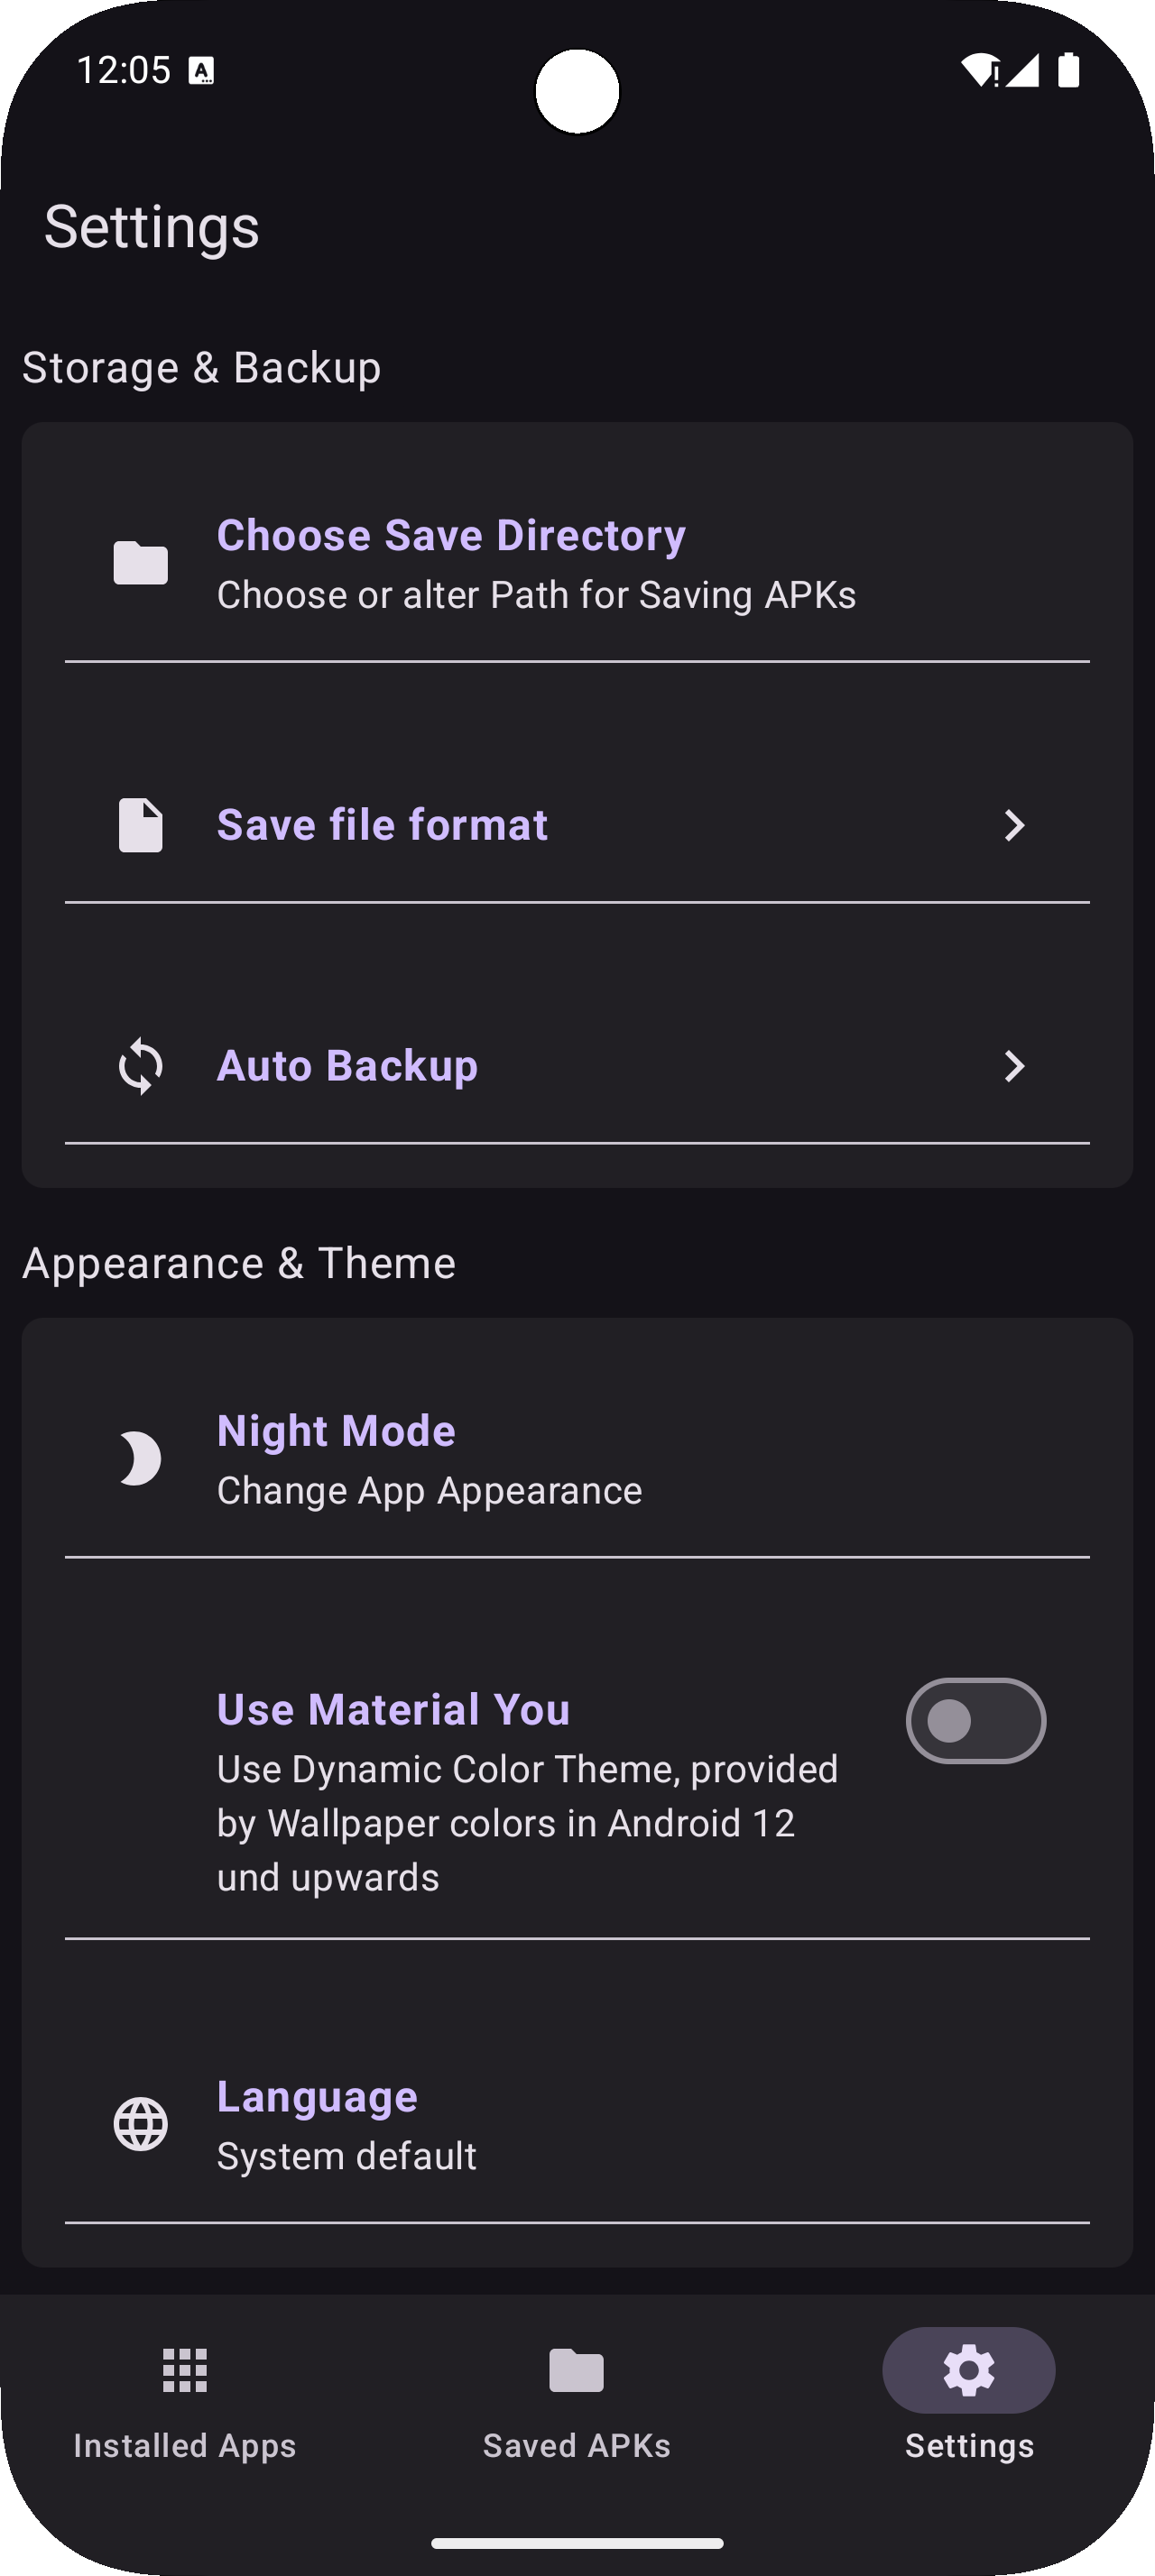 12:05
Settings
Storage & Backup
Choose Save Directory
Choose or alter Path for Saving APKs
Save file format
Auto Backup
Appearance & Theme
Night Mode
Change App Appearance
Use Material You
Use Dynamic Color Theme, provided
by Wallpaper colors in Android 12
und upwards
Language
System default
Installed Apps
Saved APKs
Settings